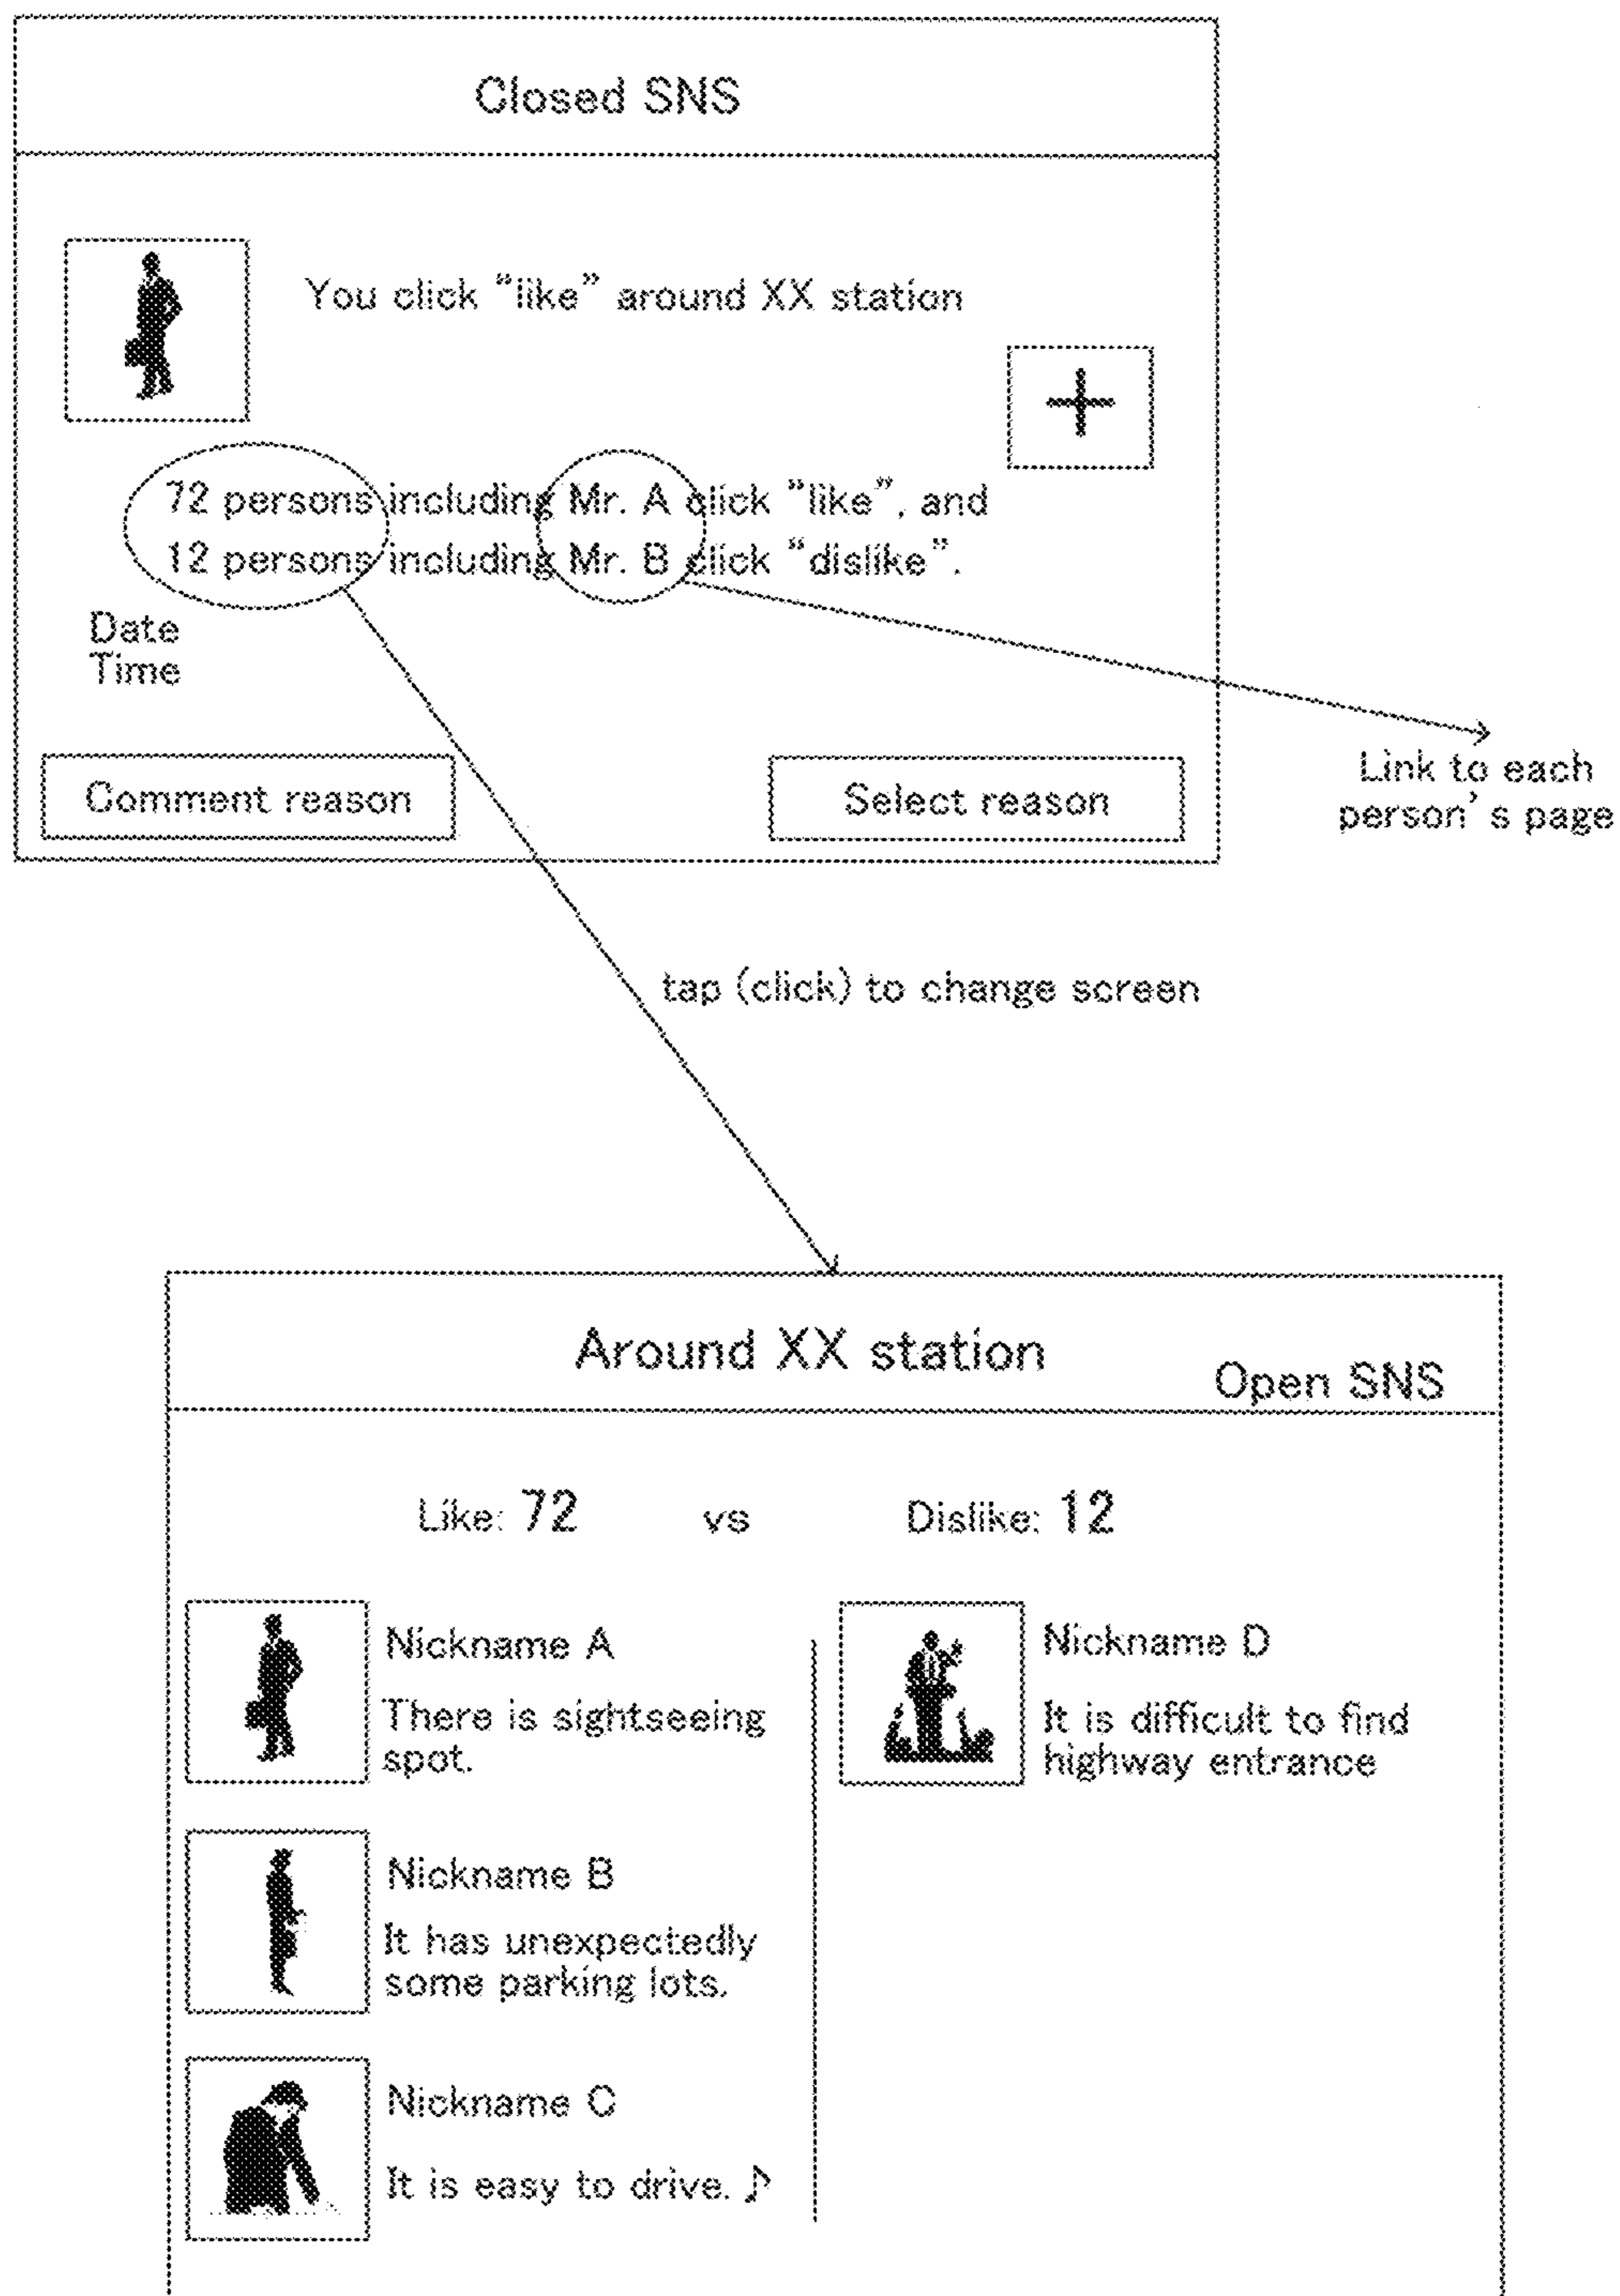 Closed SNS
You click “like” around XX station
72 persons including Mr. A click “like”, and
12 persons including Mr. B click “dislike”.
Date
Time
Comment reason
Select reason
Link to each
person’ s page
tap (click) to change screen
Around XX station
Open SNS
Like: 72 vs Dislike: 12
Nickname A
There is sightseeing
spot.
Nickname B
It has unexpectedly
some parking lots.
Nickname C
It is easy to drive. ♪
Nickname D
It is difficult to find
highway entrance